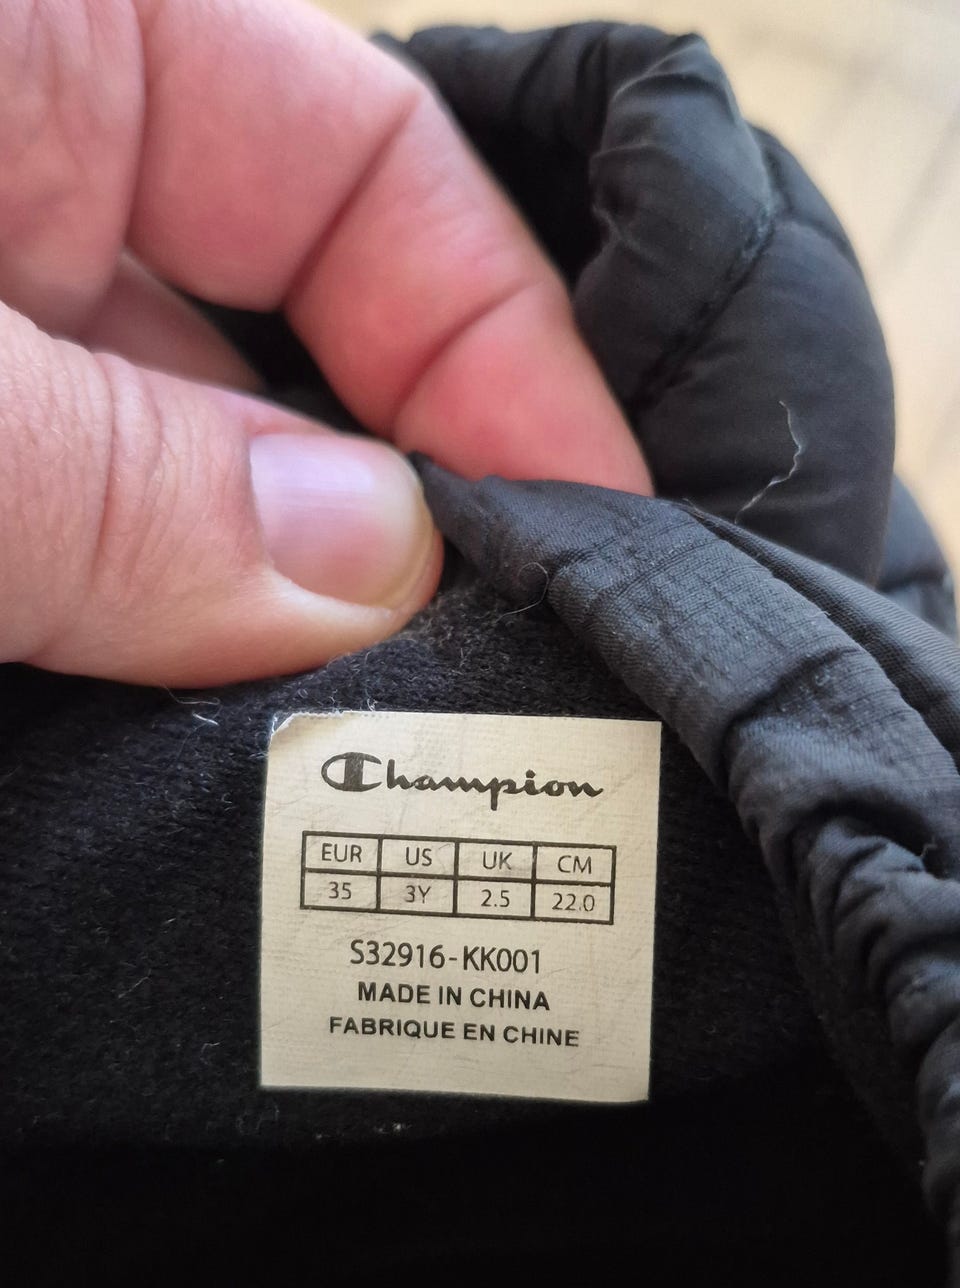 Champion
EUR US UK CM
35 3Y 2.5 22.0
S32916-KK001
MADE IN CHINA
FABRIQUE EN CHINE